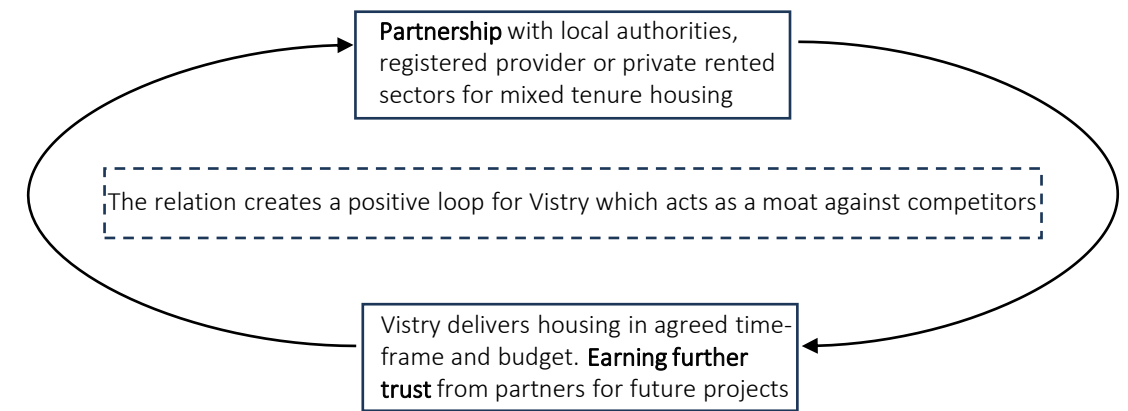 Partnership with local authorities,
registered provider or private rented
sectors for mixed tenure housing
The relation creates a positive loop for Vistry which acts as a moat against competitors
Vistry delivers housing in agreed time-
frame and budget. Earning further
trust from partners for future projects